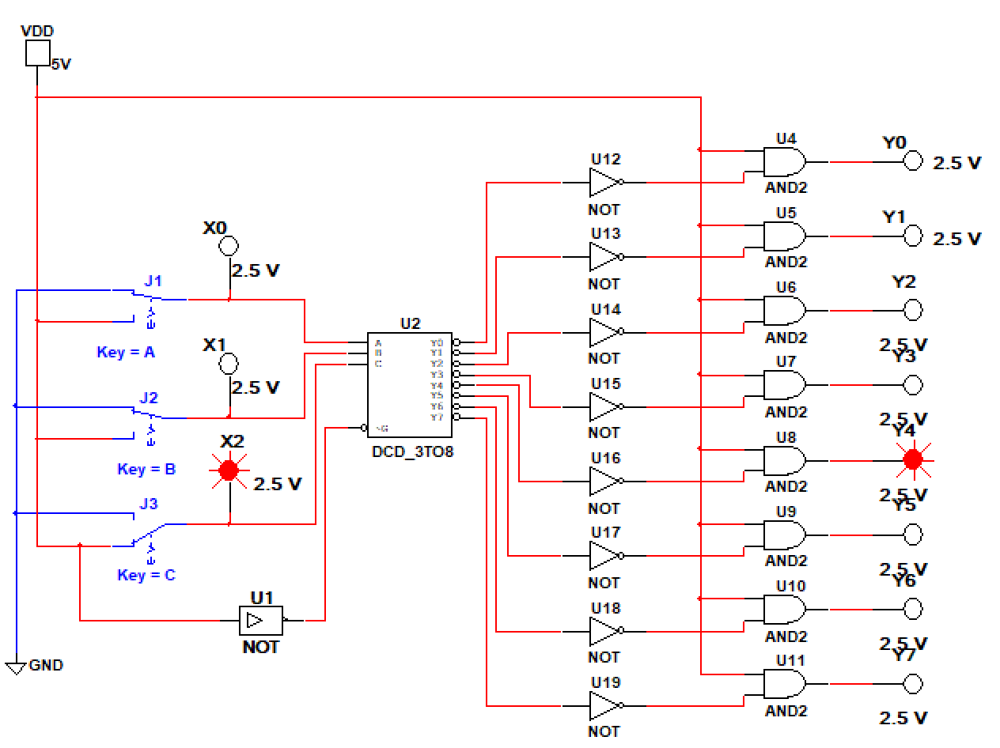 VDD
5V
U4
Y0
2.5 V
U12
AND2
NOT
U5
Y1
X0
U13
2.5 V
2.5 V
AND2
J1
NOT
Y2
U6
Key = A
U14
X1
U2
AND2
2.5 V
A
B
C
Y0
Y1
Y2
Y3
Y4
Y5
Y6
Y7
~G
NOT
Y3
U7
2.5 V
U15
J2
AND2
2.5 V
NOT
Y4
X2
U8
DCD_3TO8
U16
Key = B
2.5 V
AND2
2.5 V
J3
NOT
Y5
U9
U17
Key = C
AND2
2.5 V
NOT
Y6
U10
U1
U18
NOT
AND2
2.5 V
NOT
Y7
U11
GND
U19
AND2
2.5 V
NOT